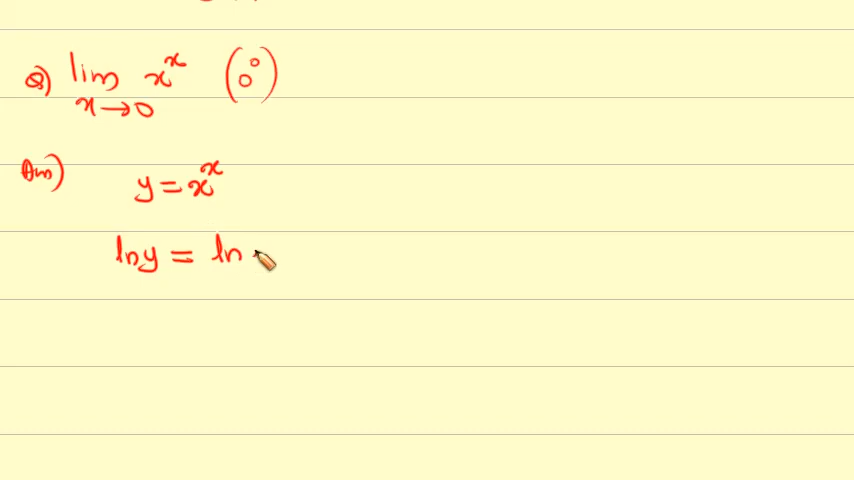 Q) lim x^x (0^0)
x→0
Ans) y = x^x
ln y = ln